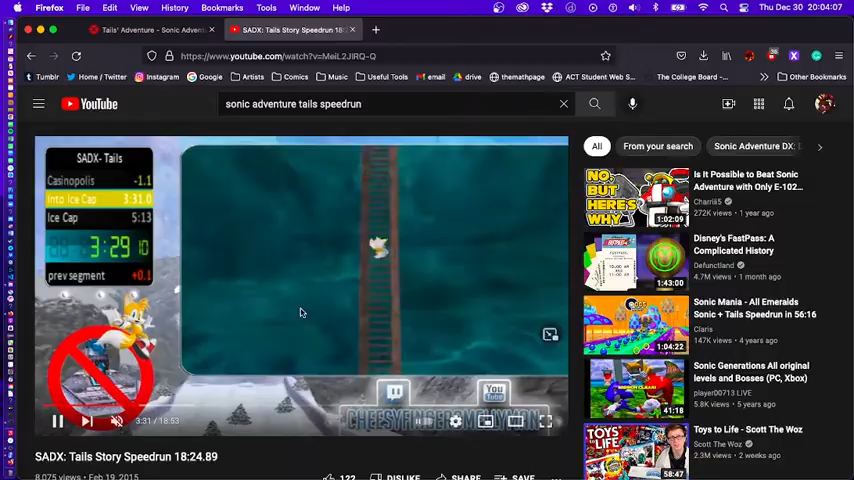 Firefox File Edit View History Bookmarks Tools Window Help Thu Dec 30 20:04:07
Tails' Adventure - Sonic Advent
SADX: Tails Story Speedrun 18:2
https://www.youtube.com/watch?v=MeiL2JIRQ-Q
Tumblr Home / Twitter Instagram Google Artists Comics Music Useful Tools email drive themathpage ACT Student Web S... The College Board -... Other Bookmarks
YouTube
sonic adventure tails speedrun
All From your search Sonic Adventure DX:
SADX- Tails
Casinopolis -1.1
Into Ice Cap 3:31.0
Ice Cap 5:13
3:29 10
prev segment +0.1
You
Tube
CHEESYFINGERFAMILYMAN
3:31 / 18:53
SADX: Tails Story Speedrun 18:24.89
8,075 views · Feb 19, 2015
122 DISLIKE SHARE SAVE
NO,
BUT
HERE'S
WHY
1:02:09
Is It Possible to Beat Sonic
Adventure with Only E-102...
Charriii5
272K views · 1 year ago
1:43:00
Disney's FastPass: A
Complicated History
Defunctland
4.7M views · 1 month ago
1:04:22
Sonic Mania - All Emeralds
Sonic + Tails Speedrun in 56:16
Claris
147K views · 4 years ago
41:18
Sonic Generations All original
levels and Bosses (PC, Xbox)
player00713 LIVE
5.8K views · 5 years ago
TOYS
TO
LIFE
58:47
Toys to Life - Scott The Woz
Scott The Woz
2.3M views · 2 weeks ago